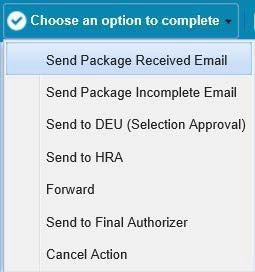 Choose an option to complete
Send Package Received Email
Send Package Incomplete Email
Send to DEU (Selection Approval)
Send to HRA
Forward
Send to Final Authorizer
Cancel Action